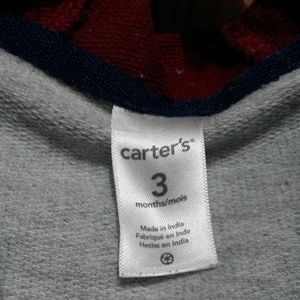 carter's®
3
months/mois
Made in India
Fabriqué en Inde
Hecho en India